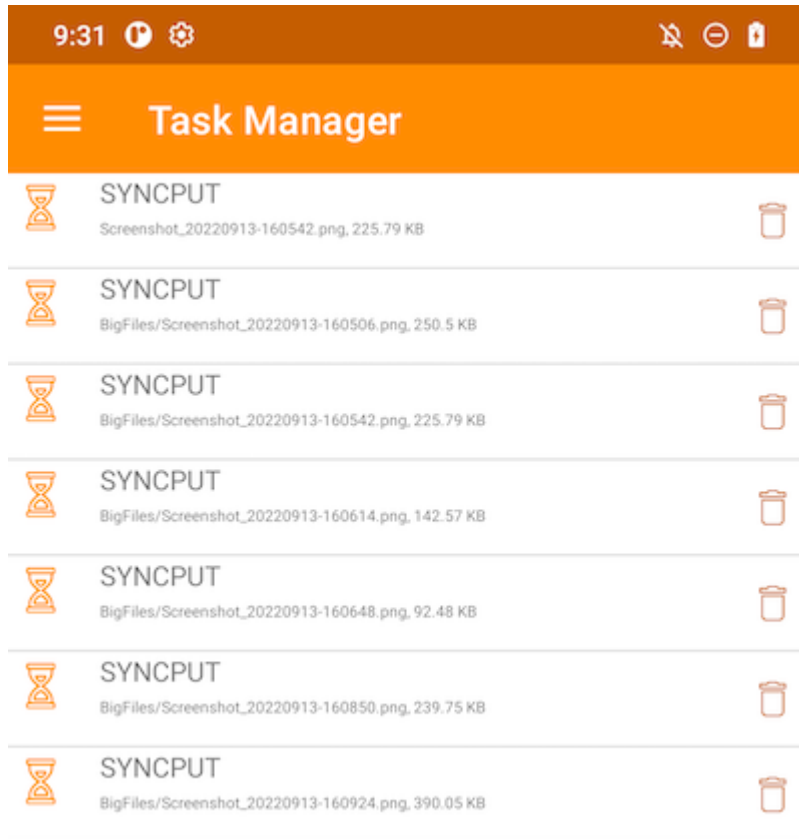 9:31
Task Manager
SYNCPUT
Screenshot_20220913-160542.png, 225.79 KB
SYNCPUT
BigFiles/Screenshot_20220913-160506.png, 250.5 KB
SYNCPUT
BigFiles/Screenshot_20220913-160542.png, 225.79 KB
SYNCPUT
BigFiles/Screenshot_20220913-160614.png, 142.57 KB
SYNCPUT
BigFiles/Screenshot_20220913-160648.png, 92.48 KB
SYNCPUT
BigFiles/Screenshot_20220913-160850.png, 239.75 KB
SYNCPUT
BigFiles/Screenshot_20220913-160924.png, 390.05 KB